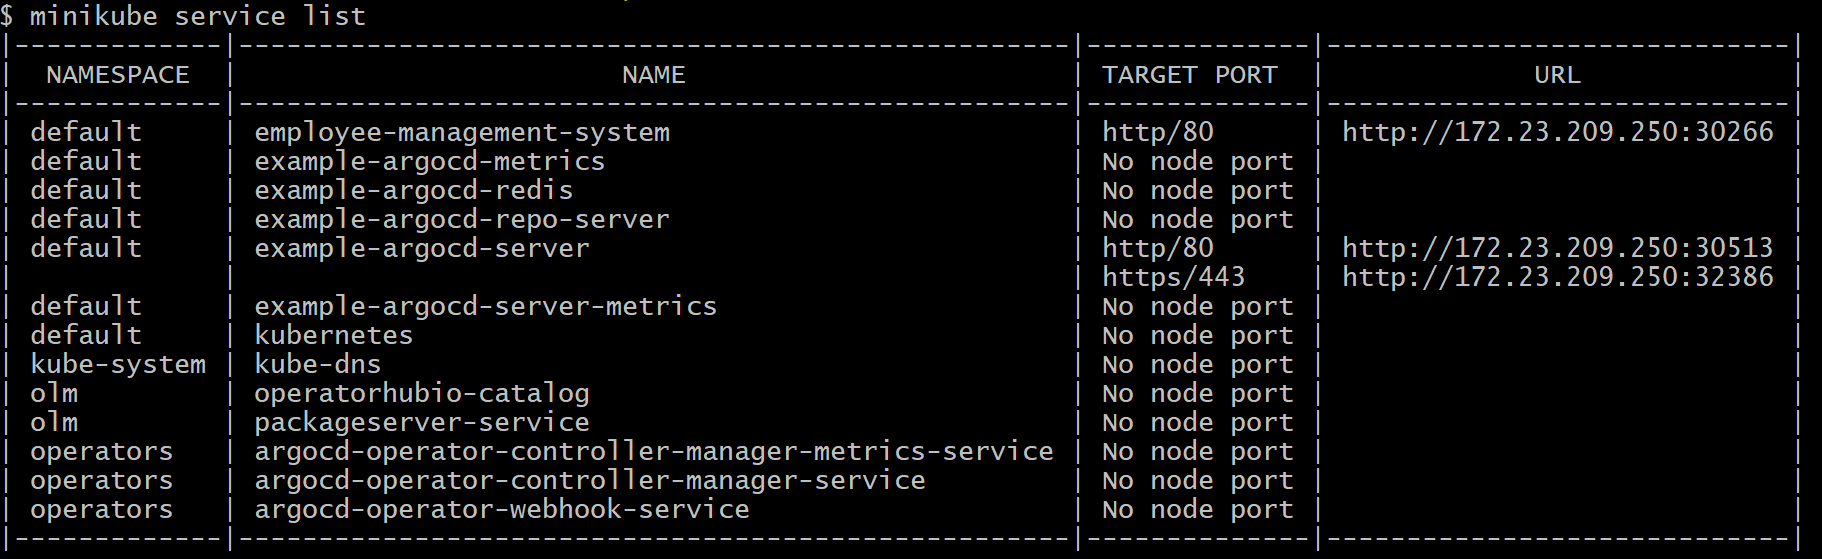 $ minikube service list
|-------------|----------------------------------------------------|--------------|-----------------------------|
|  NAMESPACE  |                        NAME                        | TARGET PORT  |             URL             |
|-------------|----------------------------------------------------|--------------|-----------------------------|
| default     | employee-management-system                         | http/80      | http://172.23.209.250:30266 |
| default     | example-argocd-metrics                             | No node port |                             |
| default     | example-argocd-redis                               | No node port |                             |
| default     | example-argocd-repo-server                         | No node port |                             |
| default     | example-argocd-server                              | http/80      | http://172.23.209.250:30513 |
|             |                                                    | https/443    | http://172.23.209.250:32386 |
| default     | example-argocd-server-metrics                      | No node port |                             |
| default     | kubernetes                                         | No node port |                             |
| kube-system | kube-dns                                           | No node port |                             |
| olm         | operatorhubio-catalog                              | No node port |                             |
| olm         | packageserver-service                              | No node port |                             |
| operators   | argocd-operator-controller-manager-metrics-service | No node port |                             |
| operators   | argocd-operator-controller-manager-service         | No node port |                             |
| operators   | argocd-operator-webhook-service                    | No node port |                             |
|-------------|----------------------------------------------------|--------------|-----------------------------|